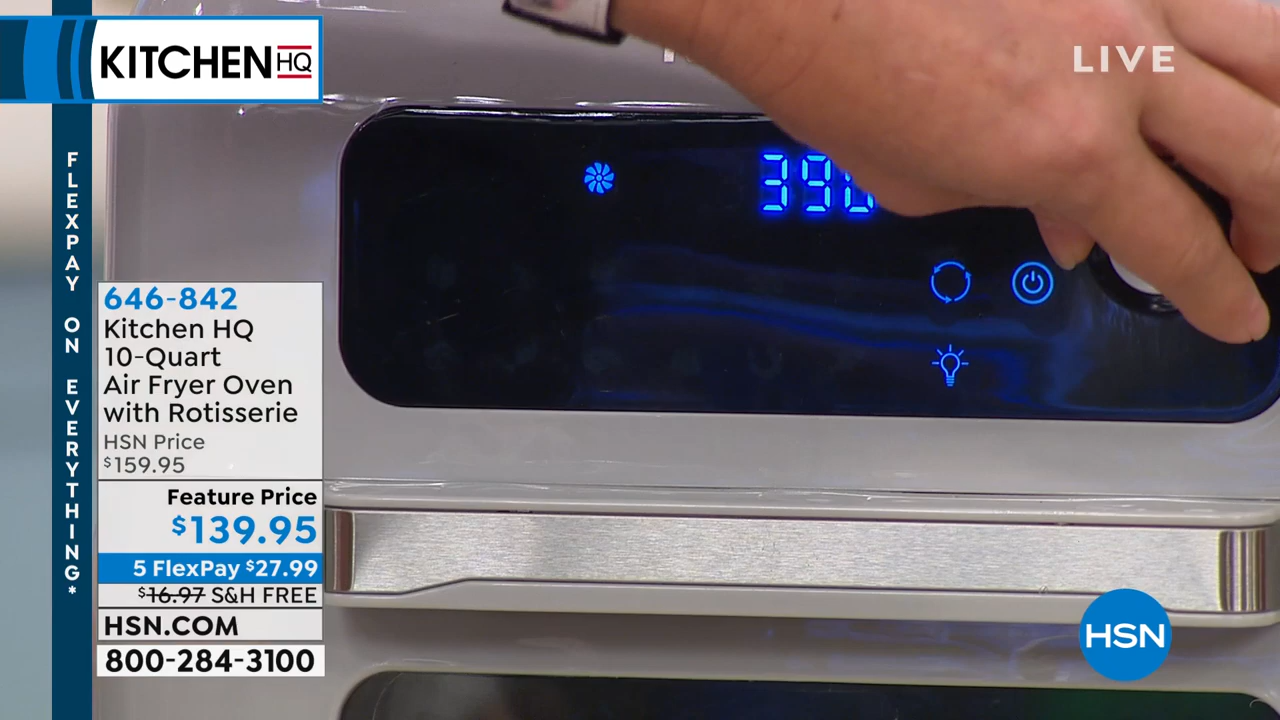 KITCHEN HQ
LIVE
FLEXPAY ON EVERYTHING*
390
646-842
Kitchen HQ
10-Quart
Air Fryer Oven
with Rotisserie
HSN Price
$159.95
Feature Price
$139.95
5 FlexPay $27.99
$16.97 S&H FREE
HSN.COM
800-284-3100
HSN